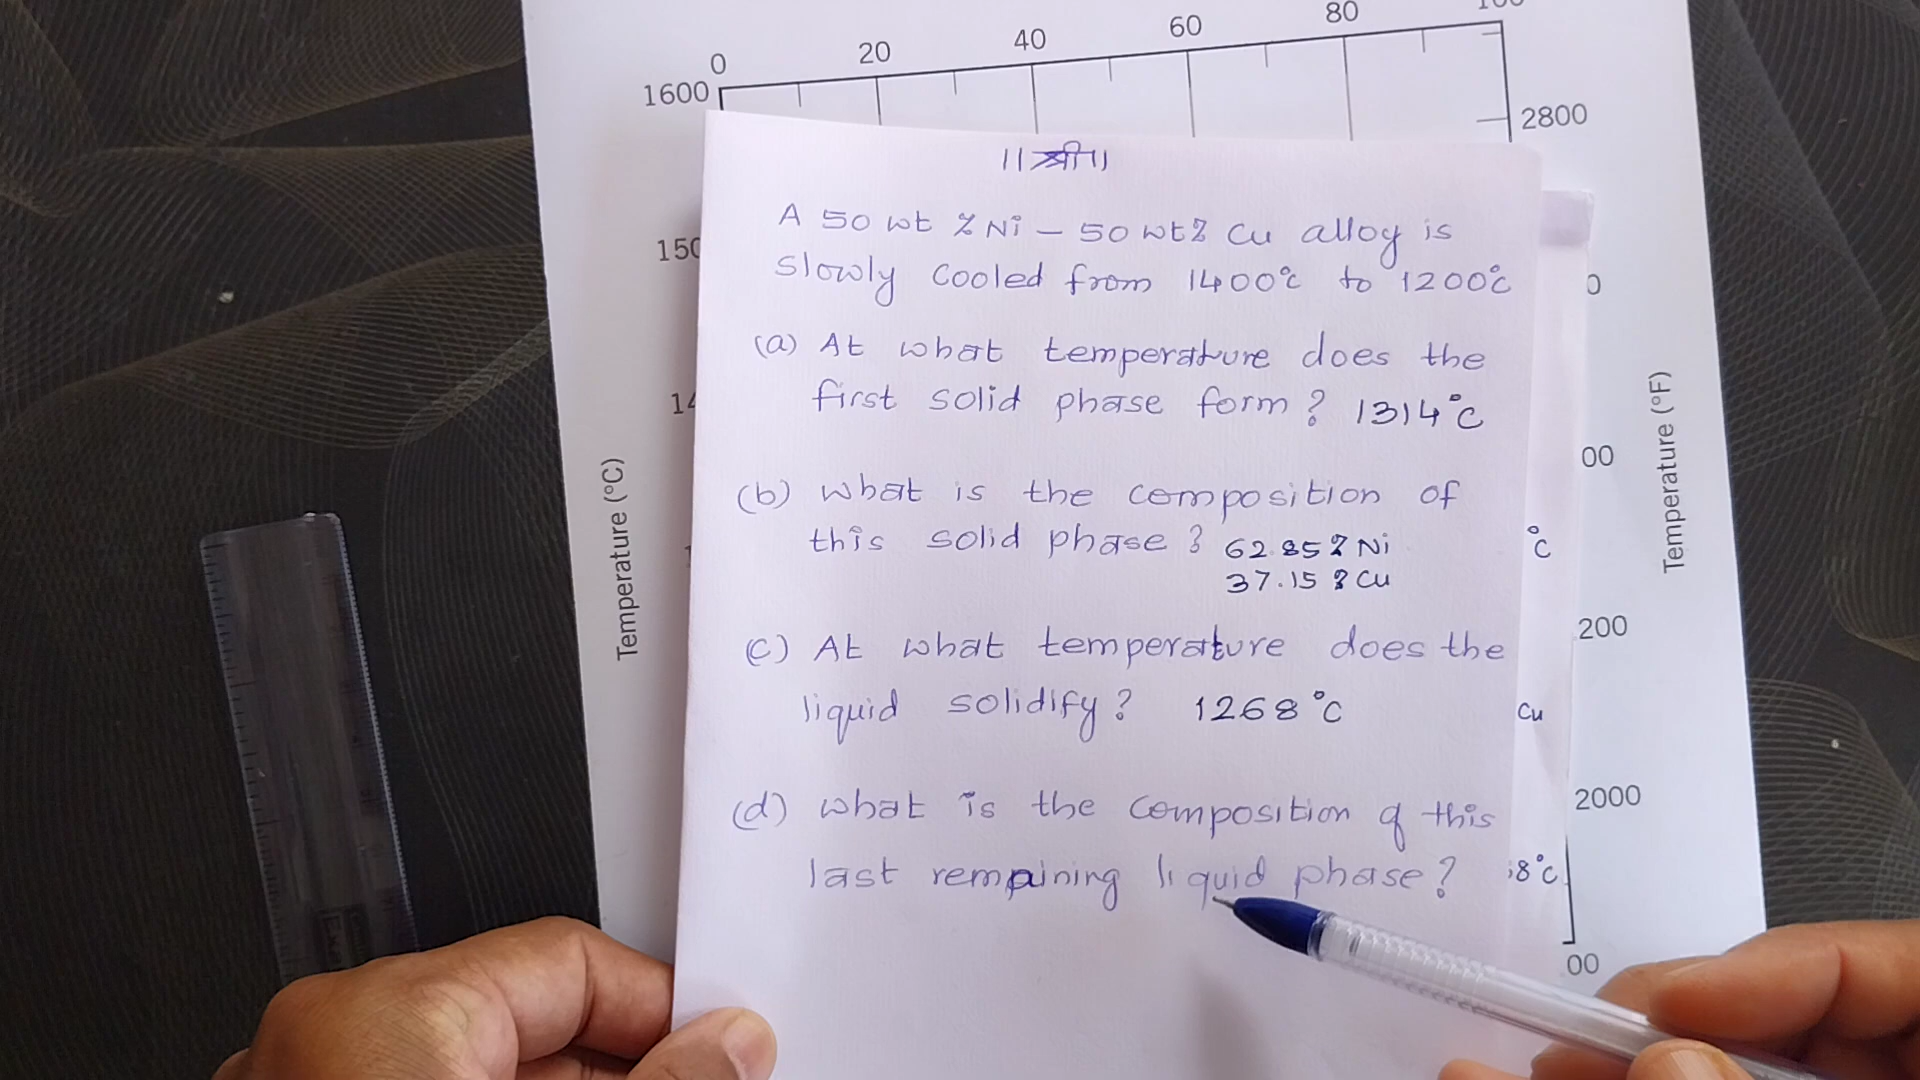 0 20 40 60 80
1600
2800
॥श्री॥
A 50 wt % Ni – 50 wt% Cu alloy is
slowly cooled from 1400°C to 1200°C
(a) At what temperature does the
first solid phase form ? 1314°C
(b) What is the composition of
this solid phase ? 62.85% Ni
37.15 % Cu
(c) At what temperature does the
liquid solidify ? 1268 °C
(d) What is the composition of this
last remaining liquid phase ?
150
14
0
00
°C
200
Cu
2000
8°C
00
Temperature (°C)
Temperature (°F)